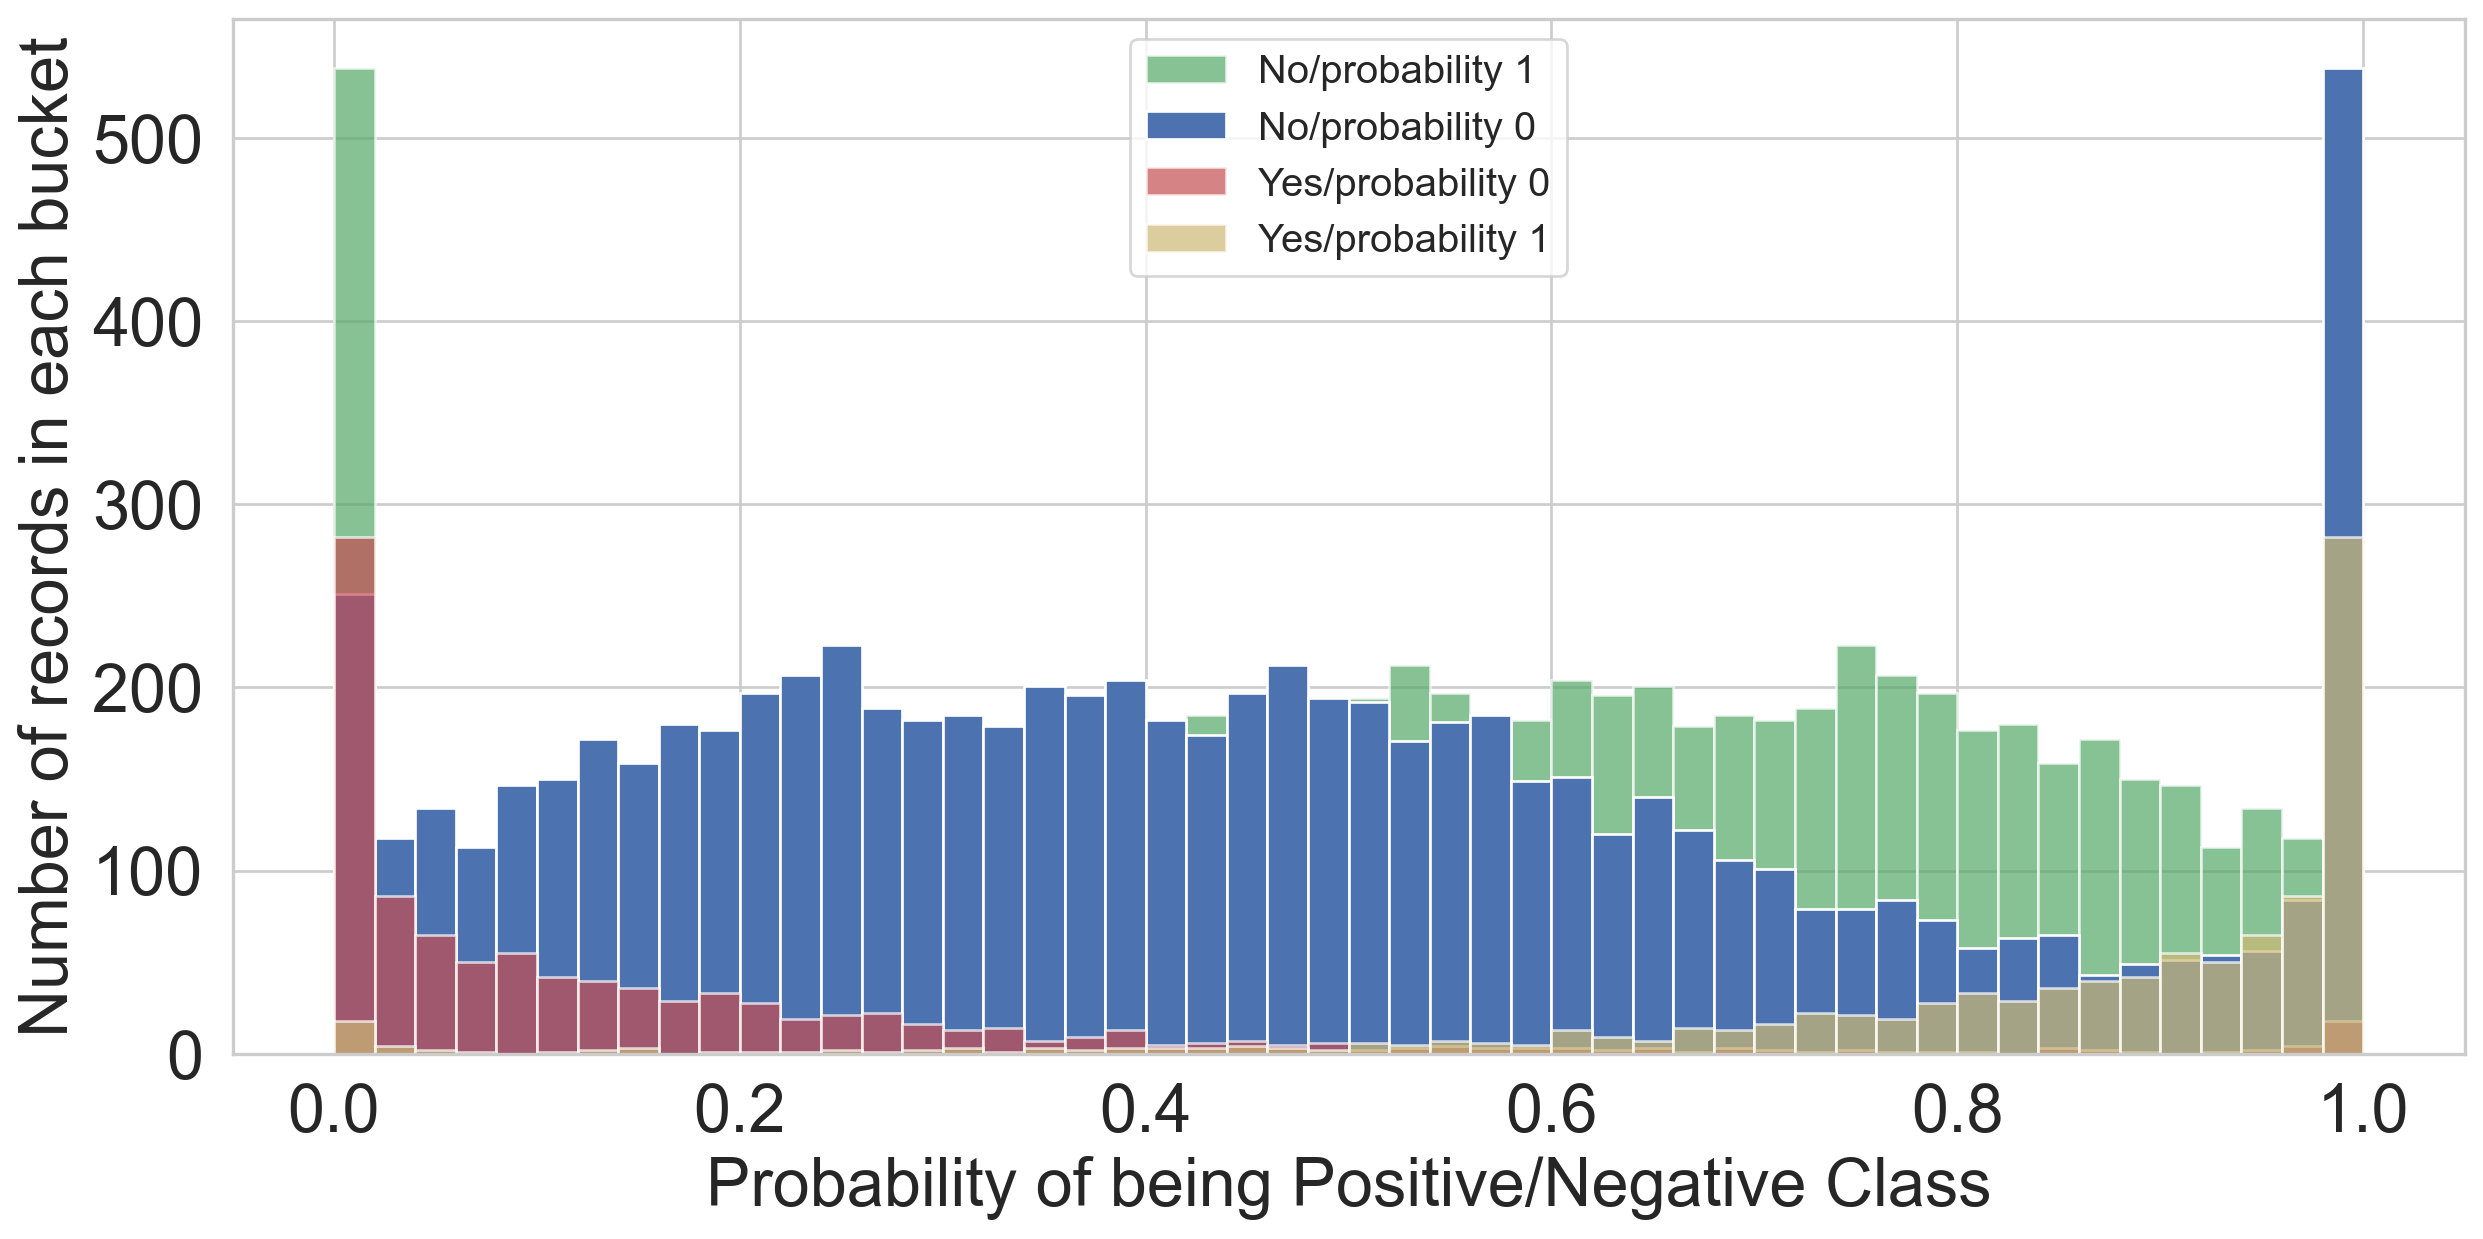 Number of records in each bucket
500
400
300
200
100
0
No/probability 1
No/probability 0
Yes/probability 0
Yes/probability 1
0.0 0.2 0.4 0.6 0.8 1.0
Probability of being Positive/Negative Class